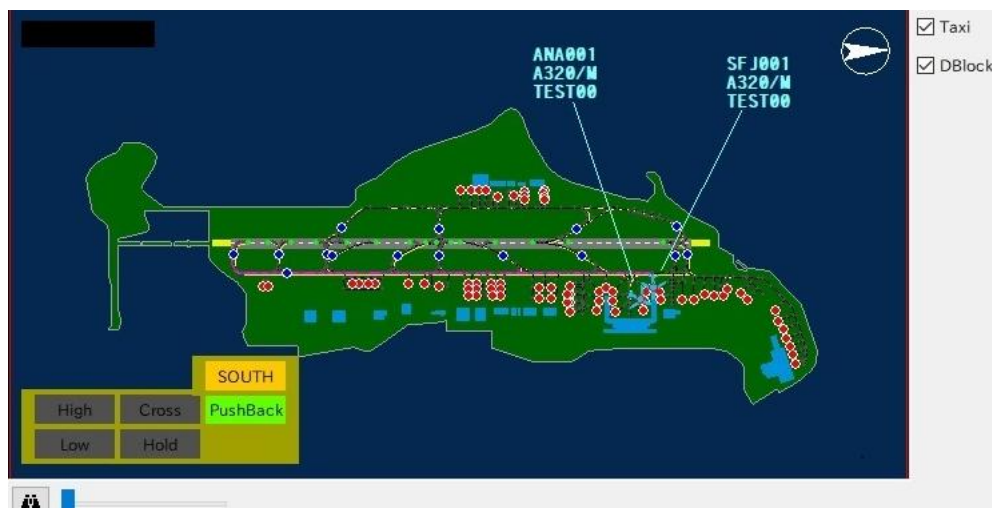 ANA001
A320/M
TEST00
SFJ001
A320/M
TEST00
Taxi
DBlock
SOUTH
High
Cross
PushBack
Low
Hold